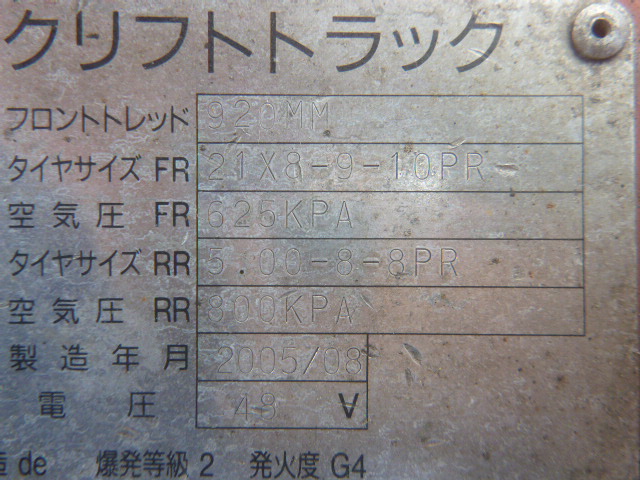 クリフトトラック
フロントトレッド 920MM
タイヤサイズ FR 21X8-9-10PR-
空気圧 FR 625KPA
タイヤサイズ RR 5.00-8-8PR
空気圧 RR 800KPA
製造年月 2005/08
電圧 48 V
de 爆発等級 2 発火度 G4